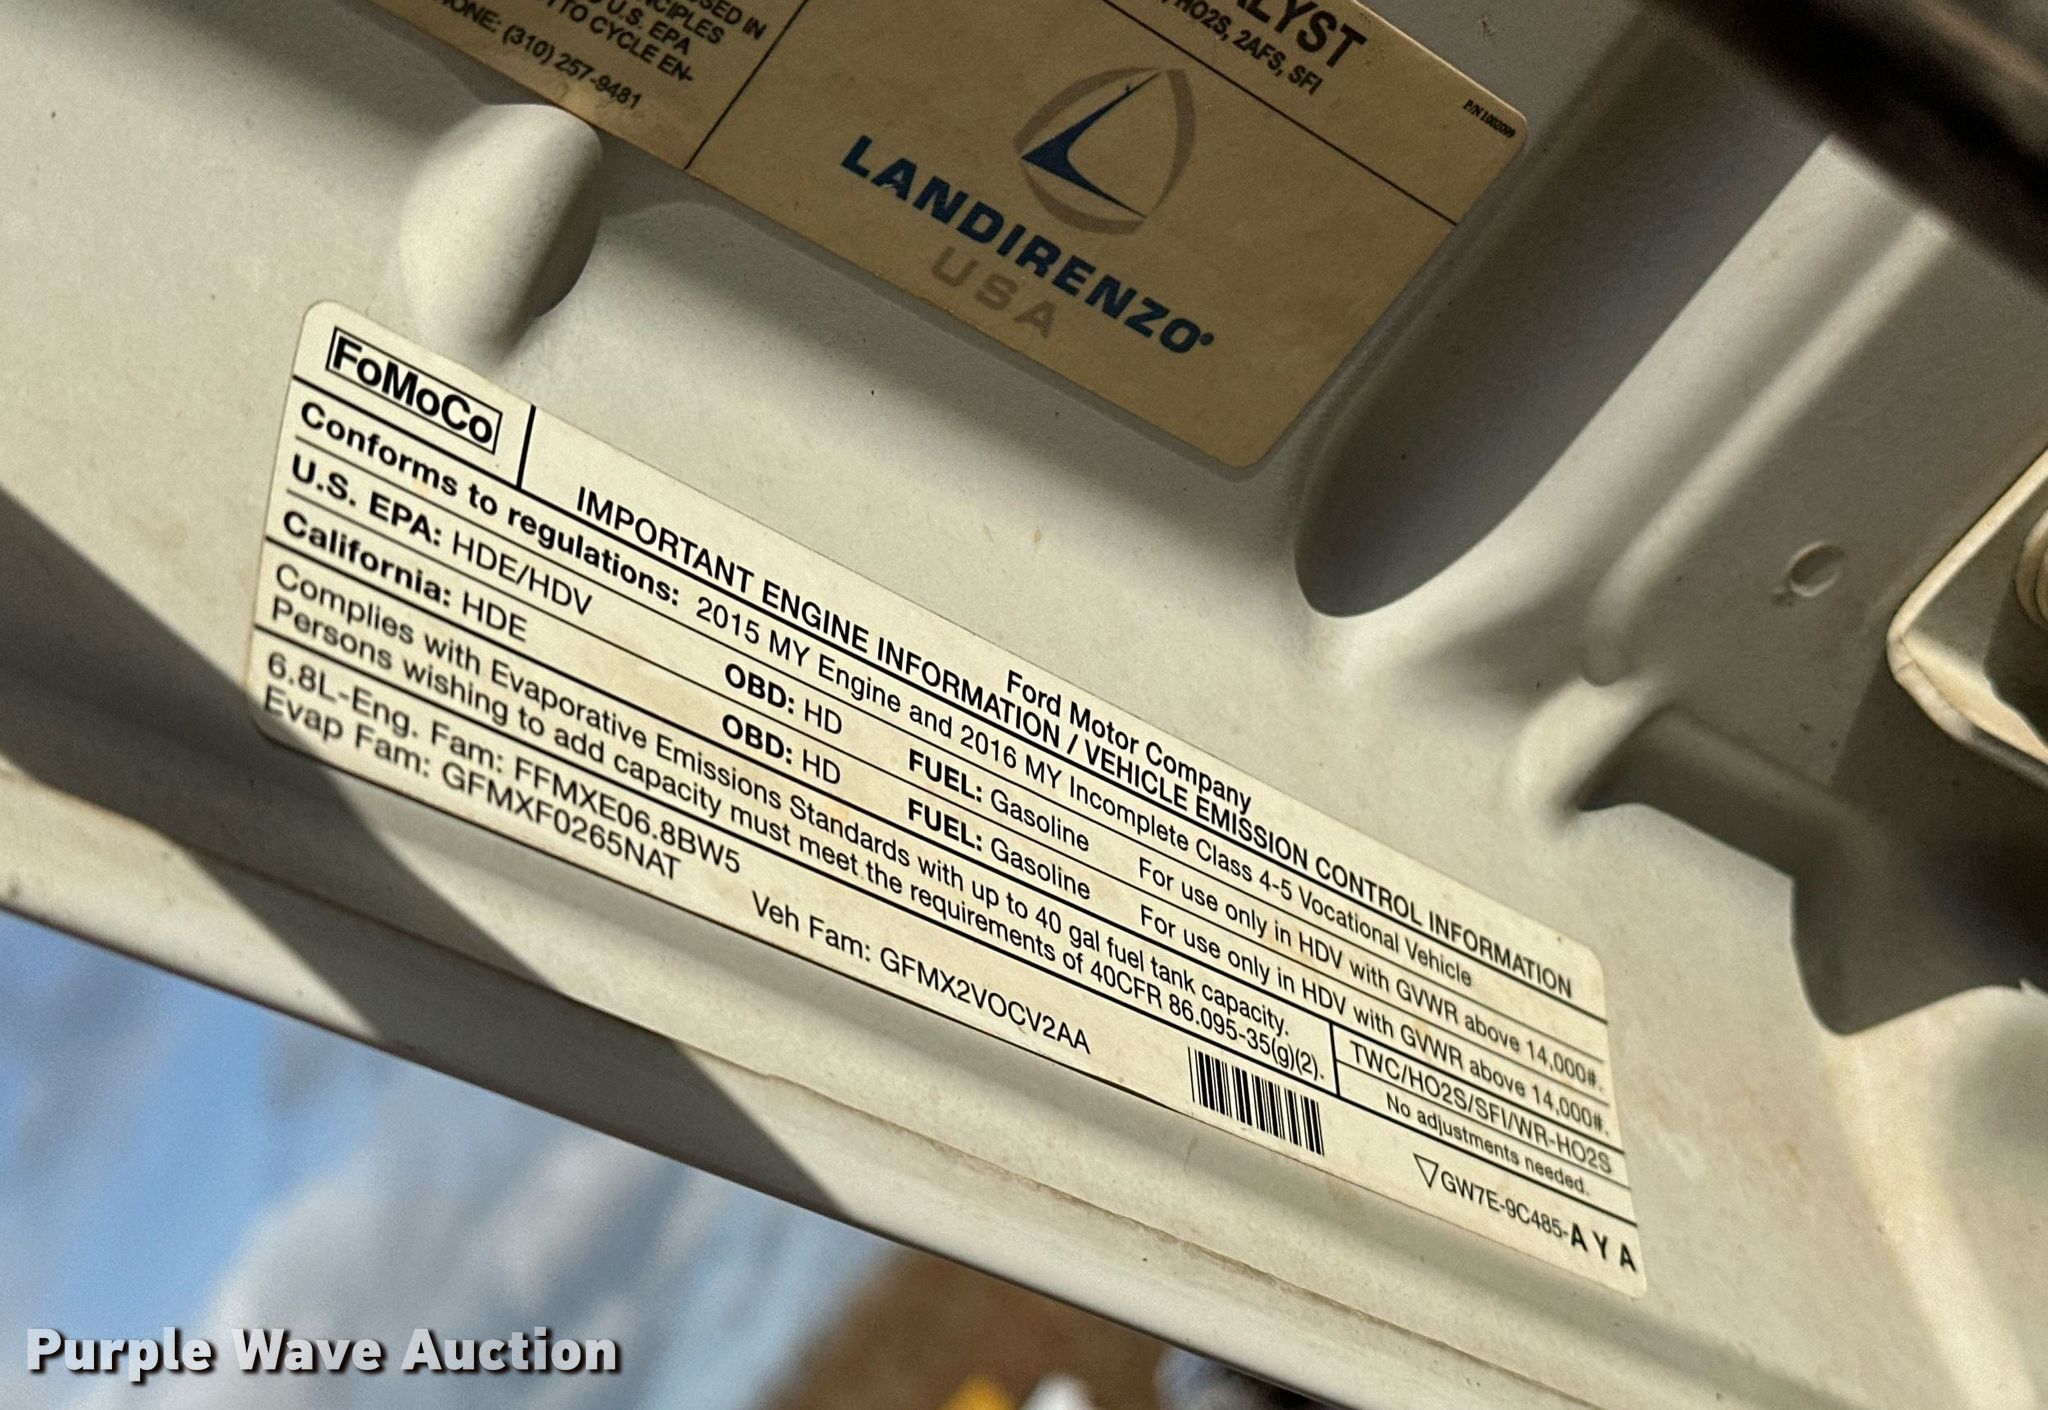 SED IN
NCIPLES
U.S. EPA
TO CYCLE EN-
PHONE: (310) 257-9481
ALYST
HO2S, 2AFS, SFI
LANDIRENZO®
USA
FoMoCo
Ford Motor Company
IMPORTANT ENGINE INFORMATION / VEHICLE EMISSION CONTROL INFORMATION
Conforms to regulations: 2015 MY Engine and 2016 MY Incomplete Class 4-5 Vocational Vehicle
U.S. EPA: HDE/HDV OBD: HD FUEL: Gasoline For use only in HDV with GVWR above 14,000#.
California: HDE OBD: HD FUEL: Gasoline For use only in HDV with GVWR above 14,000#.
Complies with Evaporative Emissions Standards with up to 40 gal fuel tank capacity.
Persons wishing to add capacity must meet the requirements of 40CFR 86.095-35(g)(2).
TWC/HO2S/SFI/WR-HO2S
No adjustments needed.
6.8L-Eng. Fam: FFMXE06.8BW5 Veh Fam: GFMX2VOCV2AA
Evap Fam: GFMXF0265NAT
GW7E-9C485-AYA
Purple Wave Auction